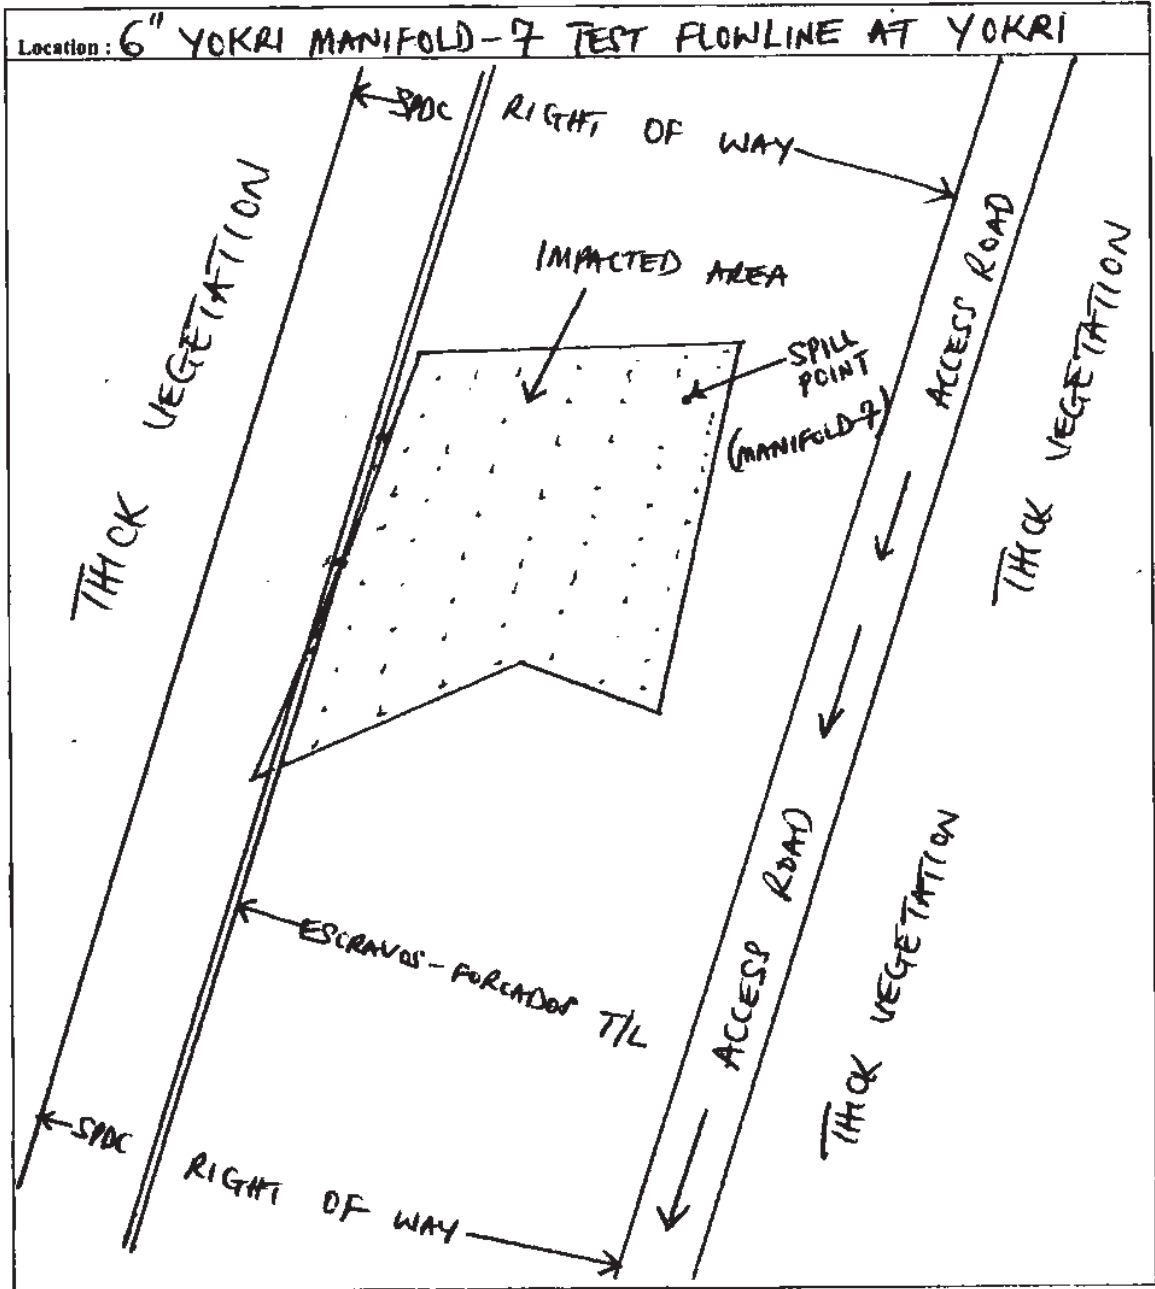 Location : 6" YOKRI MANIFOLD-7 TEST FLOWLINE AT YOKRI
SPDC RIGHT OF WAY
THICK VEGETATION
IMPACTED AREA
SPILL
POINT
(MANIFOLD-7)
ACCESS ROAD
THICK VEGETATION
ACCESS ROAD
THICK VEGETATION
ESCRAVOS-FORCADOS T/L
SPDC RIGHT OF WAY